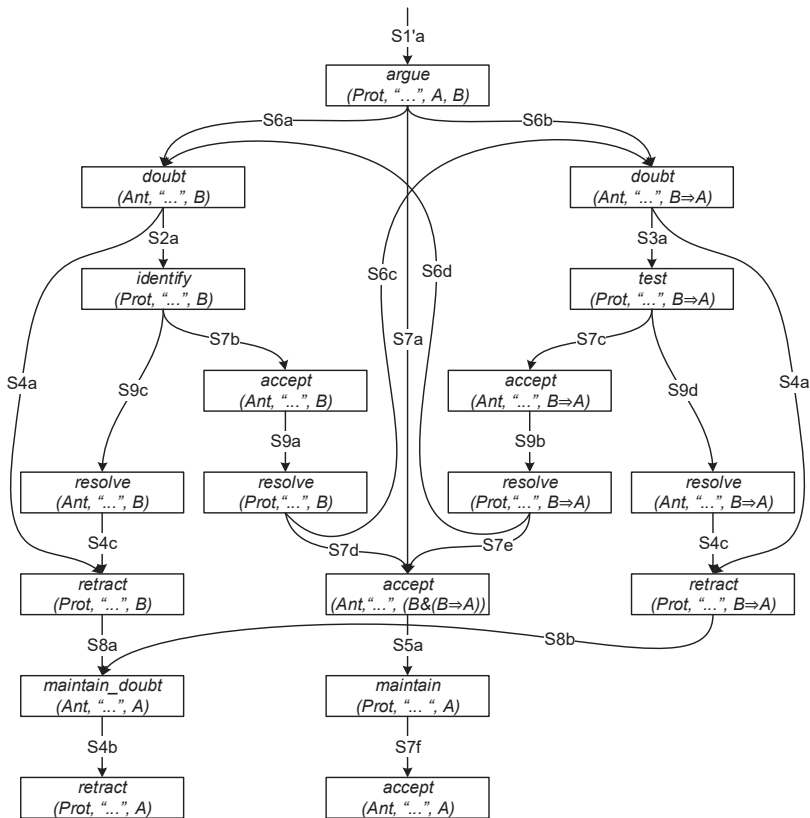 S1'a
argue
(Prot, “...”, A, B)
S6a
S6b
doubt
(Ant, “...”, B)
doubt
(Ant, “...”, B⇒A)
S2a
S3a
identify
(Prot, “...”, B)
S6c
S6d
test
(Prot, “...”, B⇒A)
S7b
S7a
S7c
S4a
S9c
accept
(Ant, “...”, B)
accept
(Ant, “...”, B⇒A)
S9d
S4a
S9a
S9b
resolve
(Ant, “...”, B)
resolve
(Prot,“...”, B)
resolve
(Prot,“...”, B⇒A)
resolve
(Ant, “...”, B⇒A)
S4c
S7d
S7e
S4c
retract
(Prot, “...”, B)
accept
(Ant,“...”, (B&(B⇒A))
retract
(Prot, “...”, B⇒A)
S8a
S5a
S8b
maintain_doubt
(Ant, “...”, A)
maintain
(Prot, “... “, A)
S4b
S7f
retract
(Prot, “...”, A)
accept
(Ant, “...”, A)